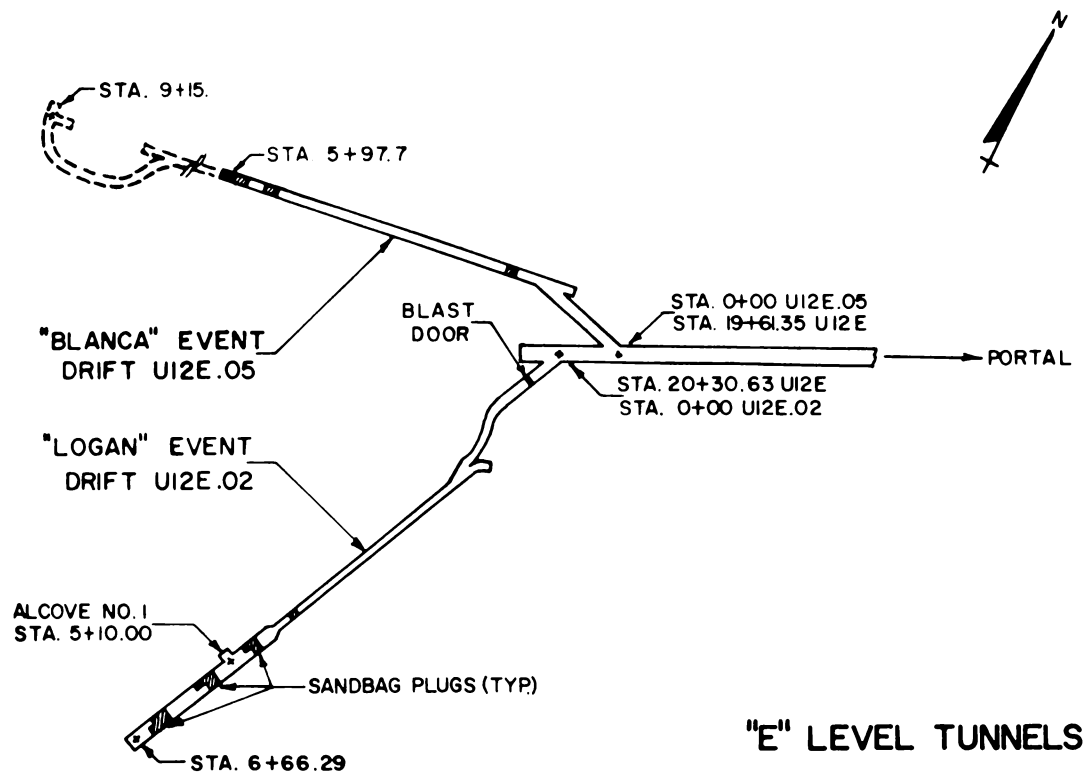 N
STA. 9+15.
STA 5+97.7
"BLANCA" EVENT
DRIFT U12E.05
BLAST
DOOR
STA. 0+00 U12E.05
STA. 19+61.35 U12E
PORTAL
STA. 20+30.63 U12E
STA. 0+00 U12E.02
"LOGAN" EVENT
DRIFT U12E.02
ALCOVE NO. 1
STA. 5+10.00
SANDBAG PLUGS (TYP.)
STA. 6+66.29
"E" LEVEL TUNNELS